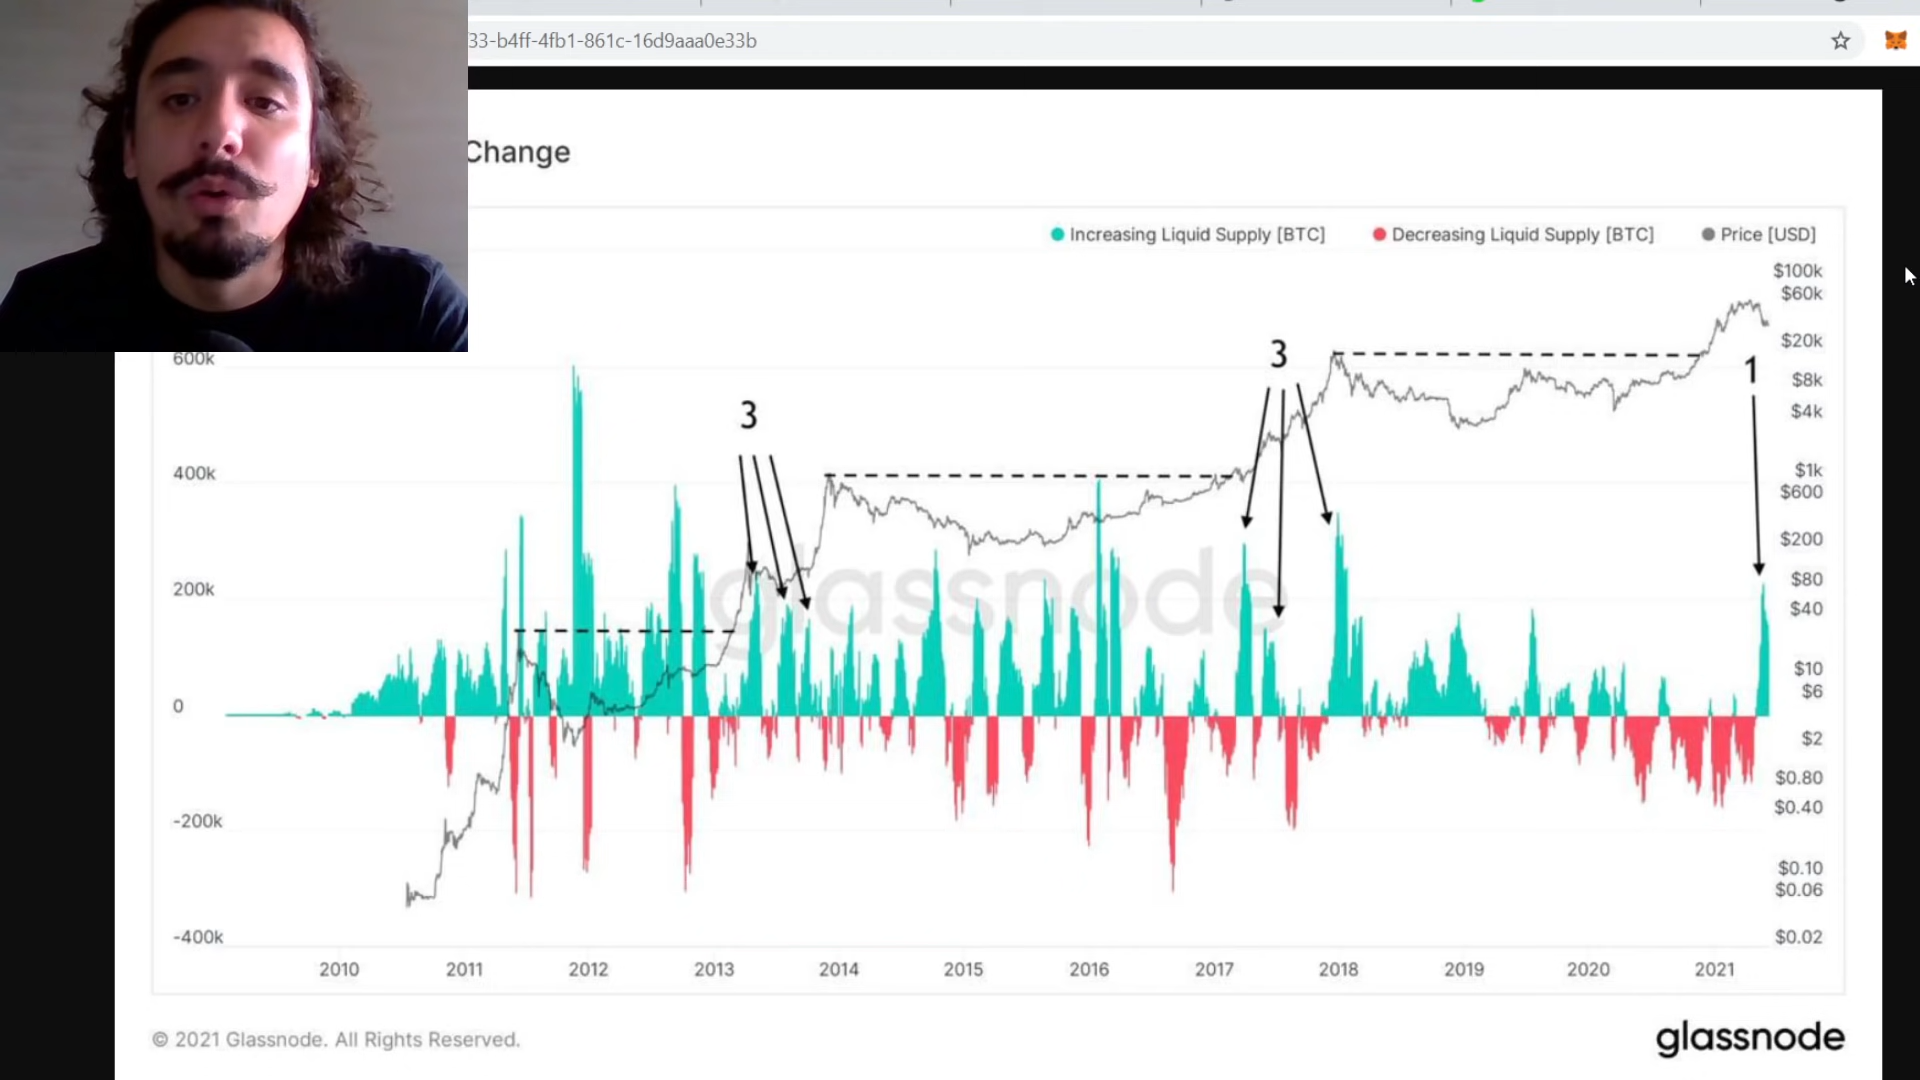 33-b4ff-4fb1-861c-16d9aaa0e33b
Change
Increasing Liquid Supply [BTC] Decreasing Liquid Supply [BTC] Price [USD]
$100k
$60k
$20k
600k
3
1
$8k
3
$4k
400k
$1k
$600
$200
glassnode
200k
$80
$40
0
$10
$6
$2
$0.80
-200k
$0.40
$0.10
$0.06
-400k
$0.02
2010 2011 2012 2013 2014 2015 2016 2017 2018 2019 2020 2021
© 2021 Glassnode. All Rights Reserved.
glassnode